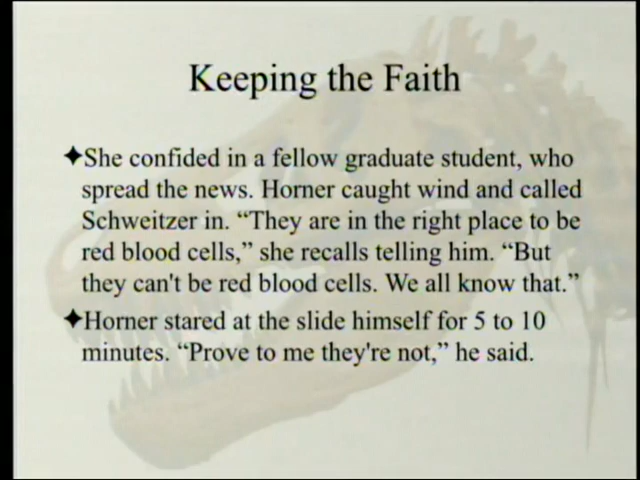 Keeping the Faith
✦She confided in a fellow graduate student, who
spread the news. Horner caught wind and called
Schweitzer in. “They are in the right place to be
red blood cells,” she recalls telling him. “But
they can't be red blood cells. We all know that.”
✦Horner stared at the slide himself for 5 to 10
minutes. “Prove to me they're not,” he said.